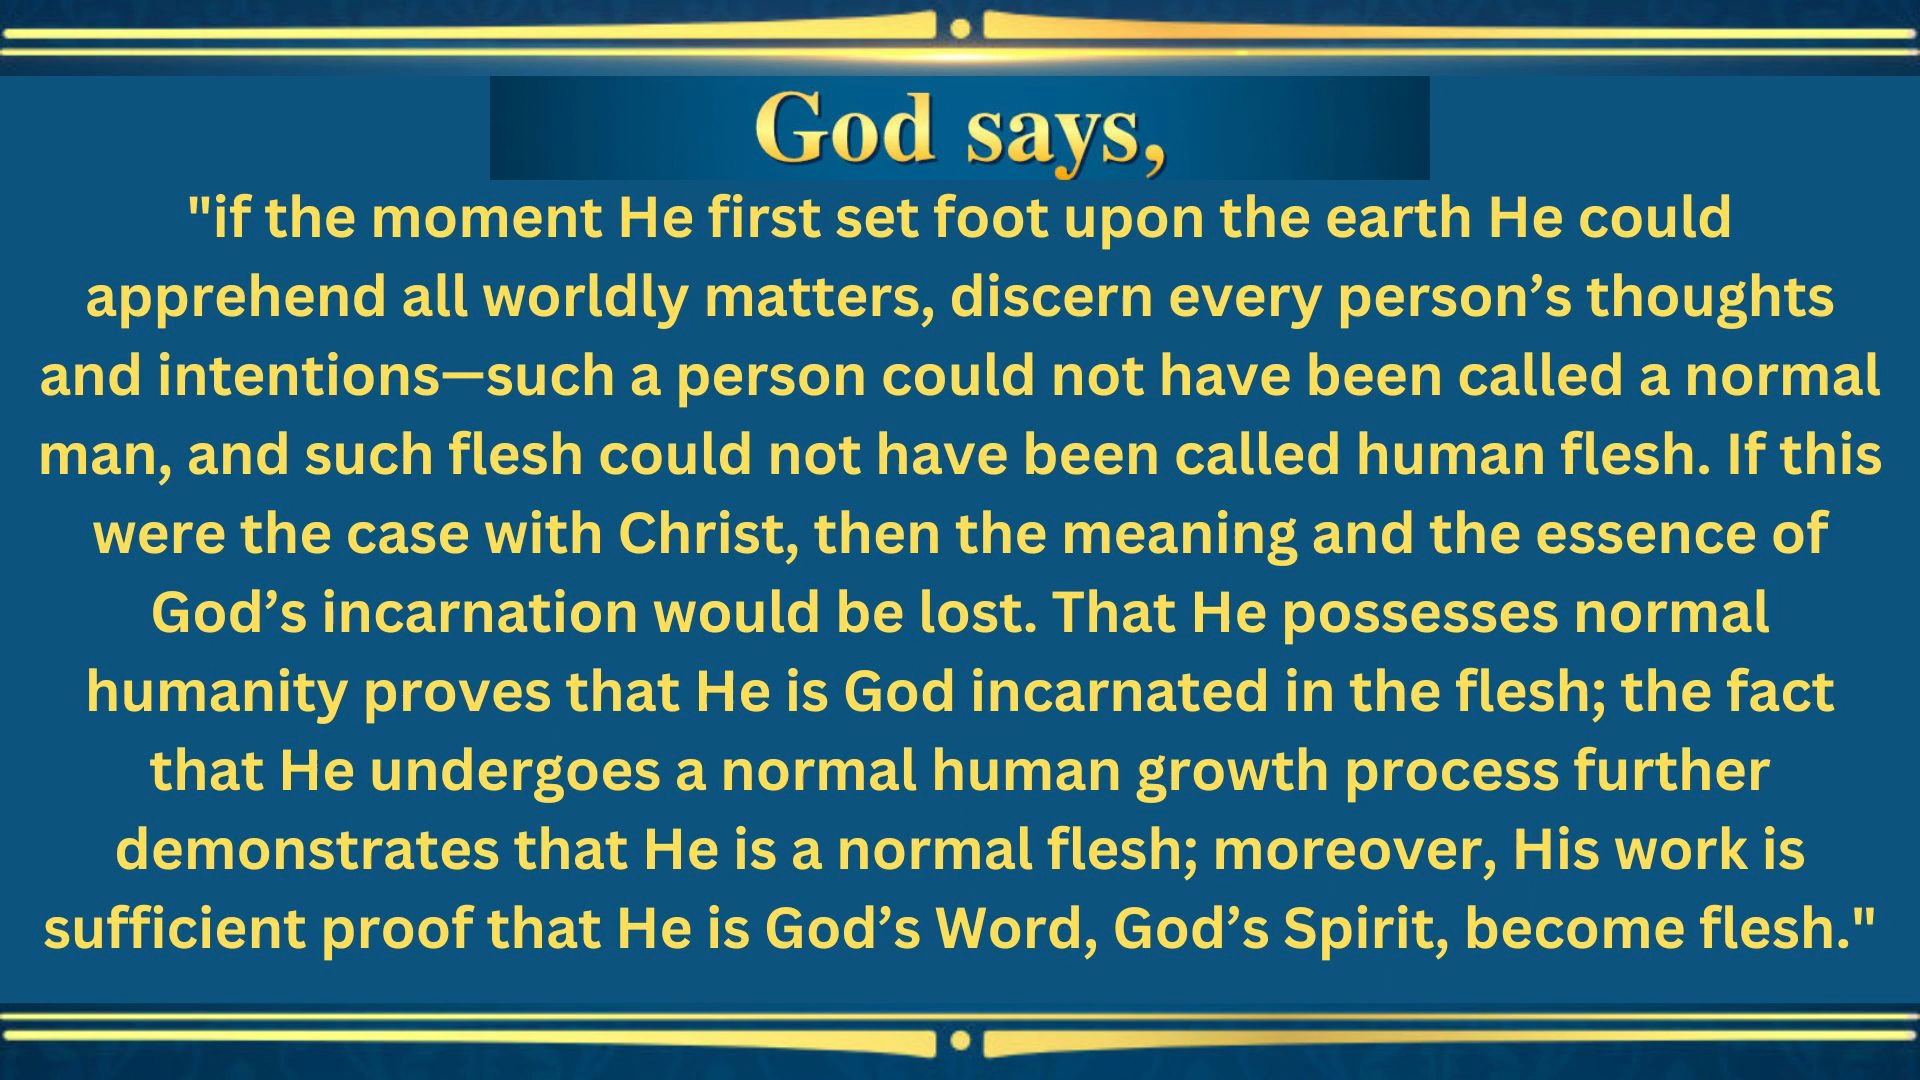 God says,
"if the moment He first set foot upon the earth He could
apprehend all worldly matters, discern every person’s thoughts
and intentions—such a person could not have been called a normal
man, and such flesh could not have been called human flesh. If this
were the case with Christ, then the meaning and the essence of
God’s incarnation would be lost. That He possesses normal
humanity proves that He is God incarnated in the flesh; the fact
that He undergoes a normal human growth process further
demonstrates that He is a normal flesh; moreover, His work is
sufficient proof that He is God’s Word, God’s Spirit, become flesh."